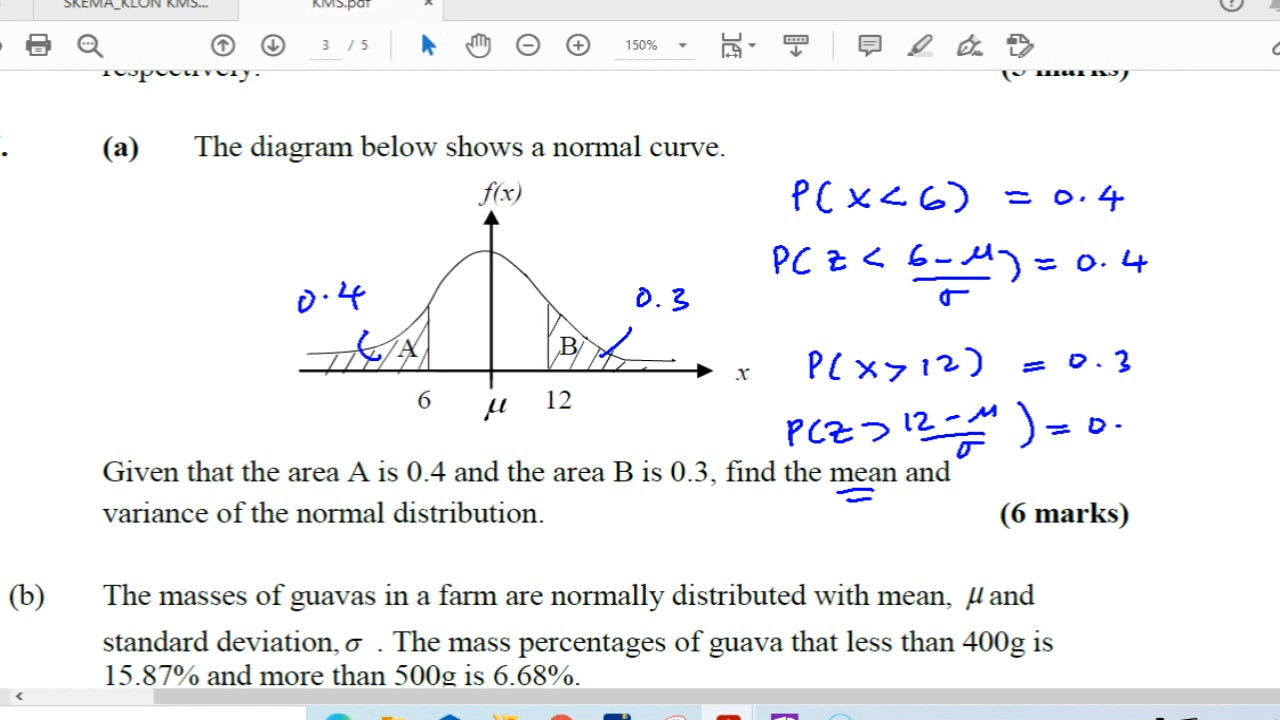 SKEMA_KLON KMS...
KMS.pdf
3 / 5
150%
respectively.
(a) The diagram below shows a normal curve.
f(x)
0.4
0.3
A
B
x
6
μ
12
P(X<6) = 0.4
P(Z < 6-μ/σ) = 0.4
P(X>12) = 0.3
P(Z > 12-μ/σ) = 0.
Given that the area A is 0.4 and the area B is 0.3, find the mean and
variance of the normal distribution. (6 marks)
(b) The masses of guavas in a farm are normally distributed with mean, μ and
standard deviation, σ . The mass percentages of guava that less than 400g is
15.87% and more than 500g is 6.68%.